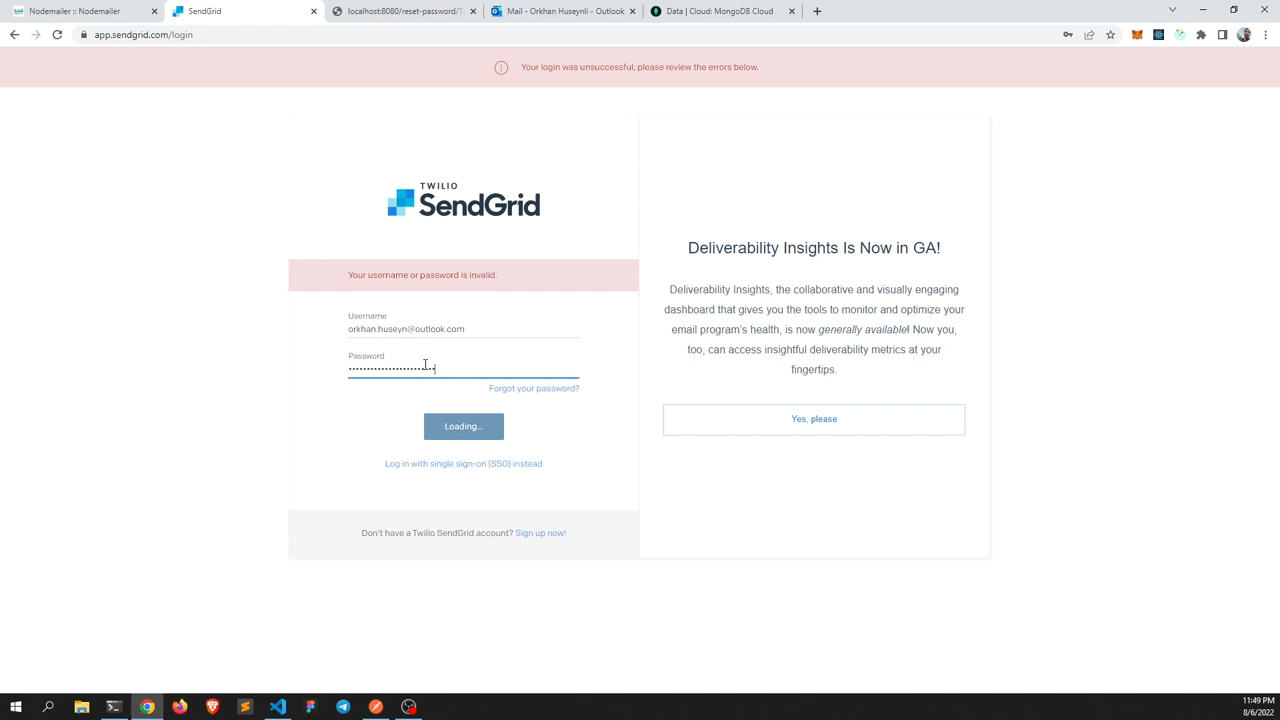 Nodemailer :: Nodemailer
SendGrid
localhost:8080/reset-password/
Mail - Orkhan Huseynli - Outlook
Data | Cloud: MongoDB Cloud
app.sendgrid.com/login
Your login was unsuccessful, please review the errors below.
TWILIO
SendGrid
Your username or password is invalid.
Username
orkhan.huseyn@outlook.com
Password
Forgot your password?
Loading...
Log in with single sign-on (SSO) instead
Don't have a Twilio SendGrid account? Sign up now!
Deliverability Insights Is Now in GA!
Deliverability Insights, the collaborative and visually engaging
dashboard that gives you the tools to monitor and optimize your
email program's health, is now generally available! Now you,
too, can access insightful deliverability metrics at your
fingertips.
Yes, please
11:49 PM
8/6/2022